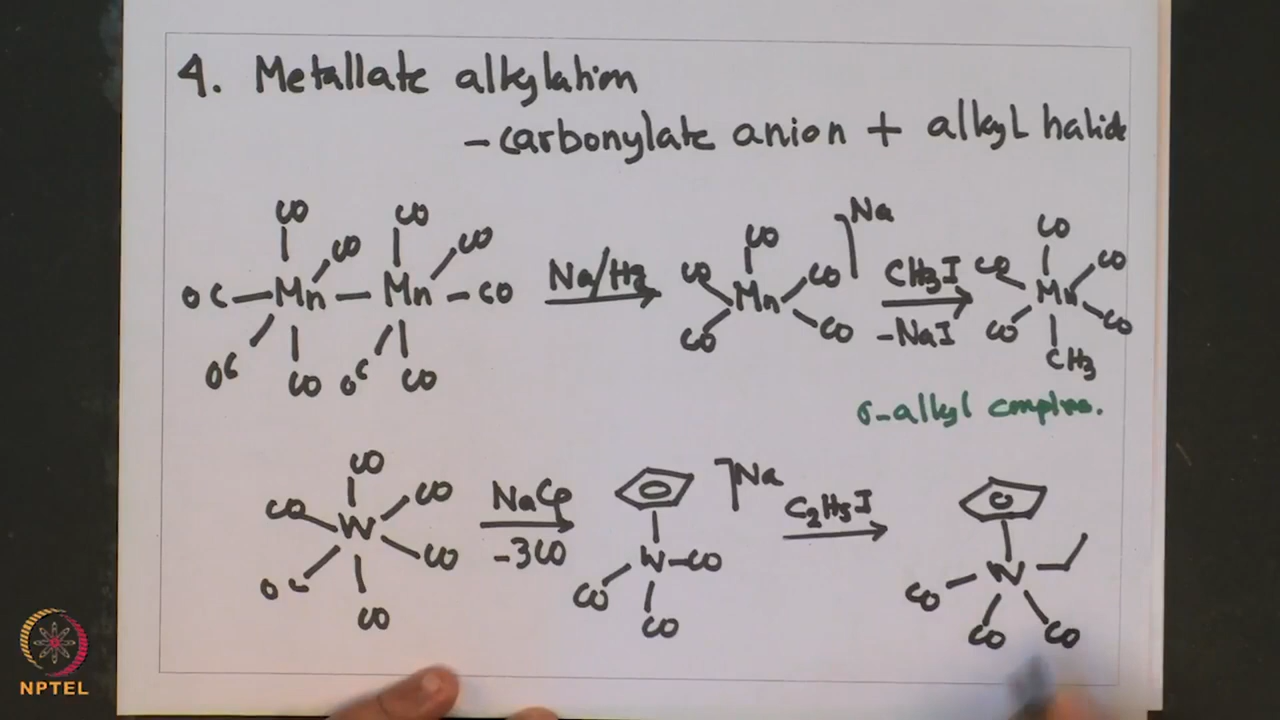 4. Metallate alkylation
- carbonylate anion + alkyl halide
CO CO Na CO
CO CO CO CO
OC - Mn - Mn - CO Na/Hg CO Mn CO CH3I CO Mn CO
OC CO OC CO CO CO -NaI CO CH3
σ-alkyl
CO Na
CO CO NaCp C2H5I
W CO -3CO W-CO W
OC CO CO CO CO CO CO
NPTEL